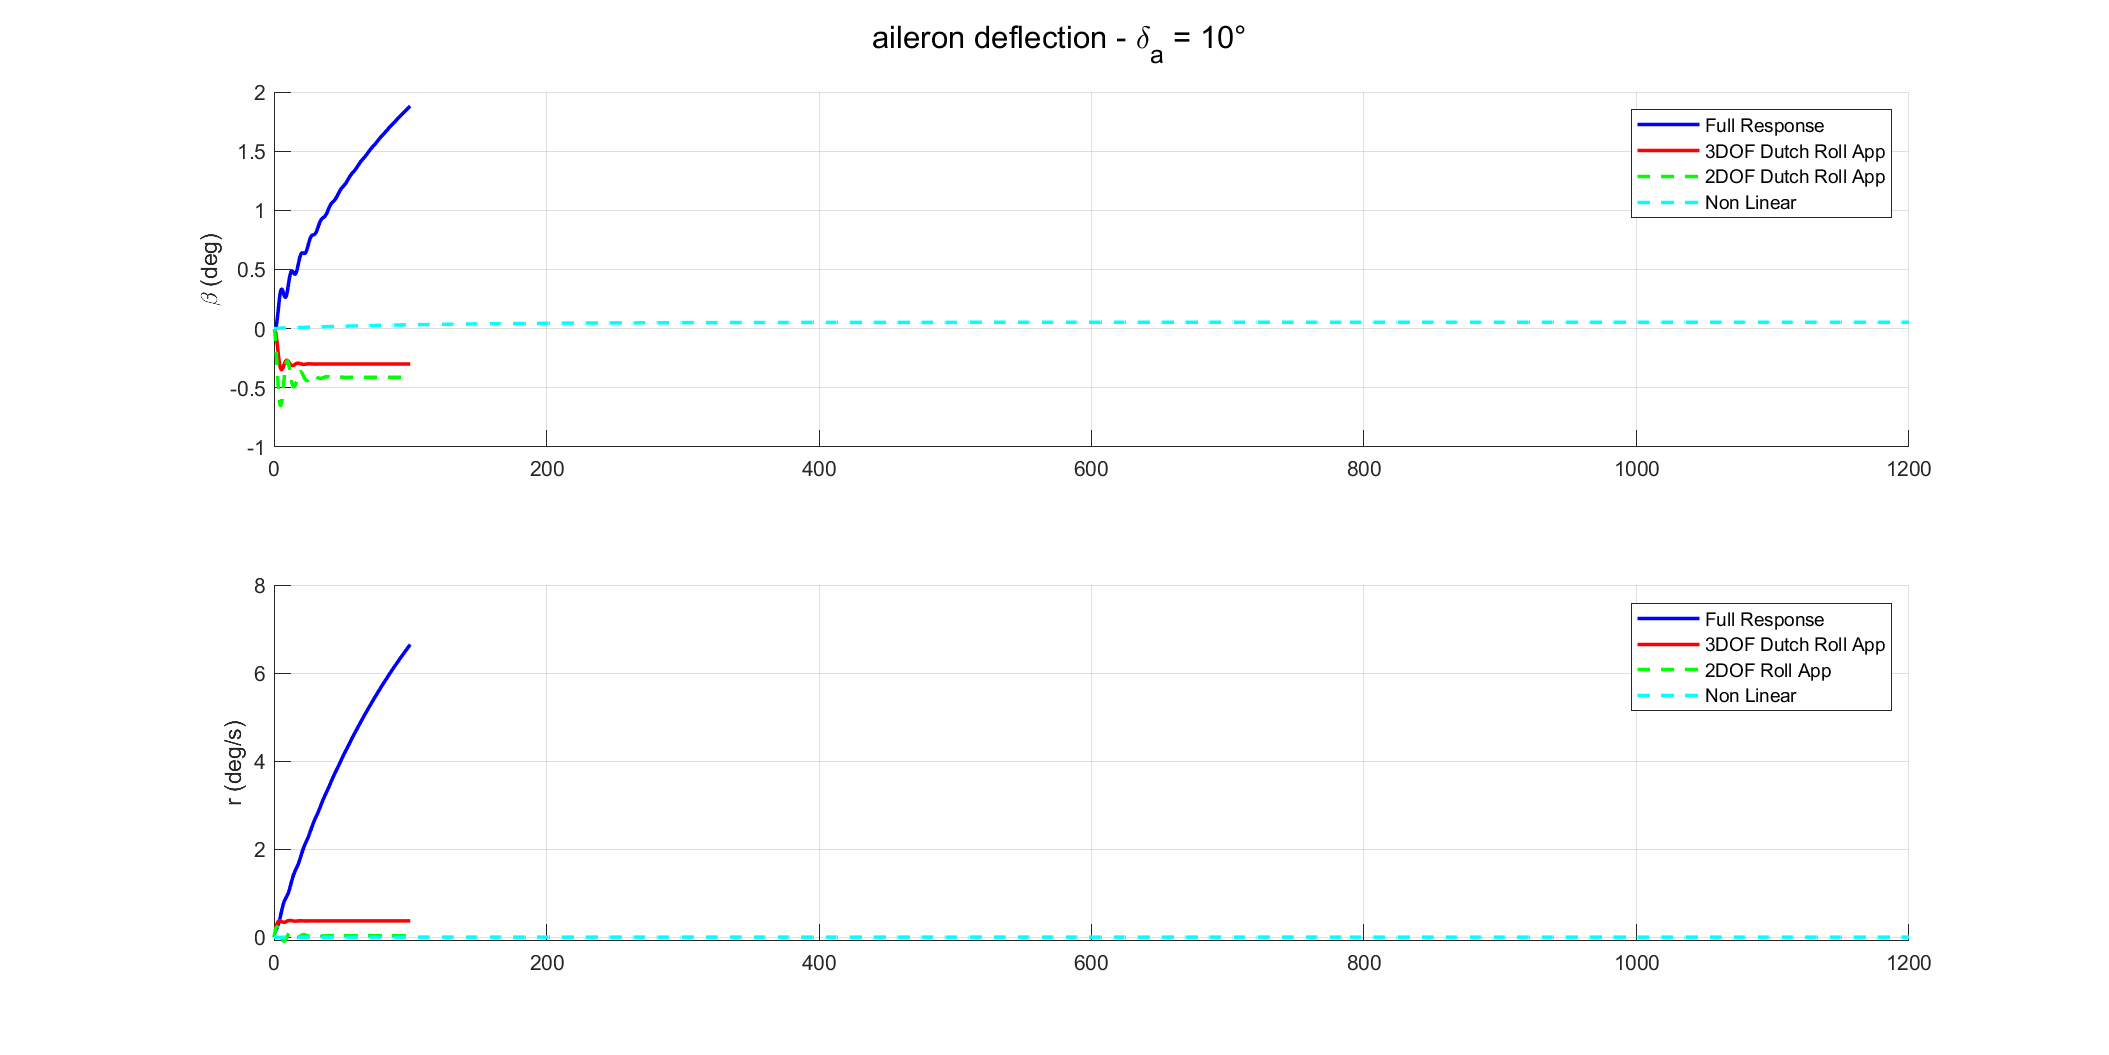 aileron deflection - δa = 10°
2
1.5
1
0.5
0
-0.5
-1
β (deg)
0 200 400 600 800 1000 1200
Full Response
3DOF Dutch Roll App
2DOF Dutch Roll App
Non Linear
8
6
4
2
0
r (deg/s)
0 200 400 600 800 1000 1200
Full Response
3DOF Dutch Roll App
2DOF Roll App
Non Linear